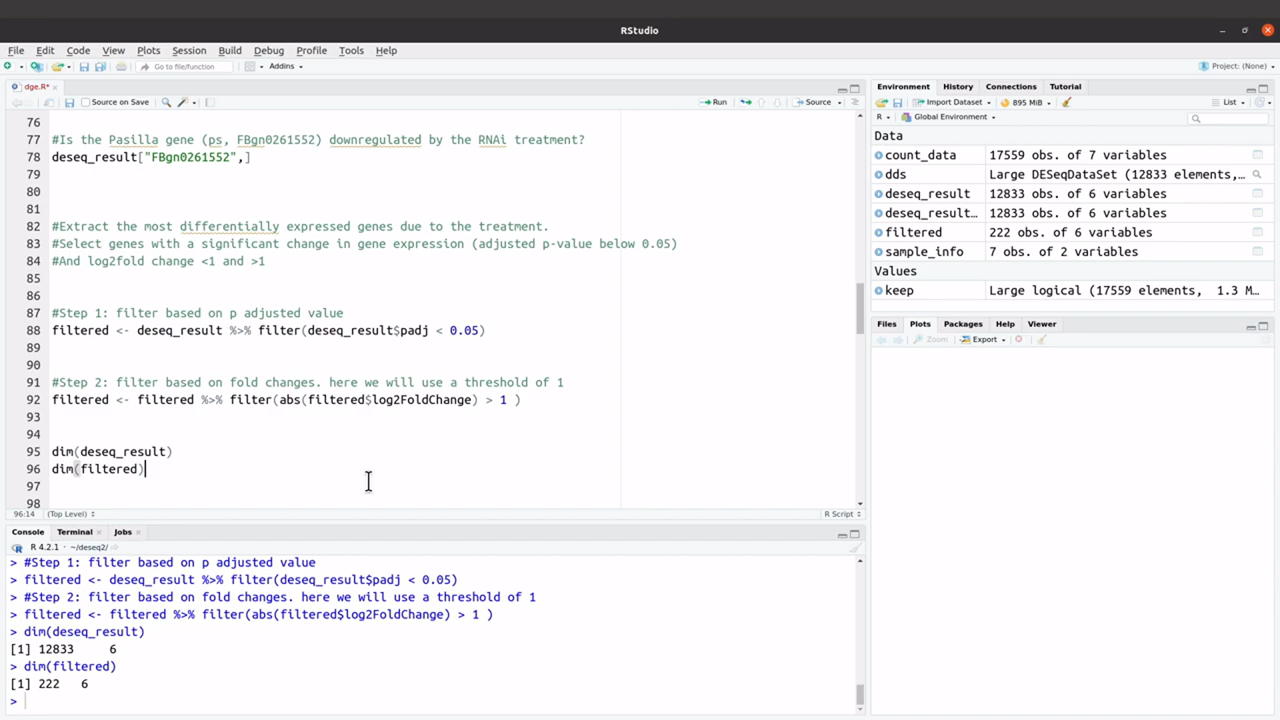 RStudio
File Edit Code View Plots Session Build Debug Profile Tools Help
Go to file/function Addins Project: (None)
dge.R*
Source on Save Run Source
76
77 #Is the Pasilla gene (ps, FBgn0261552) downregulated by the RNAi treatment?
78 deseq_result["FBgn0261552",]
79
80
81
82 #Extract the most differentially expressed genes due to the treatment.
83 #Select genes with a significant change in gene expression (adjusted p-value below 0.05)
84 #And log2fold change <1 and >1
85
86
87 #Step 1: filter based on p adjusted value
88 filtered <- deseq_result %>% filter(deseq_result$padj < 0.05)
89
90
91 #Step 2: filter based on fold changes. here we will use a threshold of 1
92 filtered <- filtered %>% filter(abs(filtered$log2FoldChange) > 1 )
93
94
95 dim(deseq_result)
96 dim(filtered)
97
98
96:14 (Top Level) R Script
Console Terminal Jobs
R 4.2.1 · ~/deseq2/
> #Step 1: filter based on p adjusted value
> filtered <- deseq_result %>% filter(deseq_result$padj < 0.05)
> #Step 2: filter based on fold changes. here we will use a threshold of 1
> filtered <- filtered %>% filter(abs(filtered$log2FoldChange) > 1 )
> dim(deseq_result)
[1] 12833 6
> dim(filtered)
[1] 222 6
>
Environment History Connections Tutorial
Import Dataset 895 MiB List
R Global Environment
Data
count_data 17559 obs. of 7 variables
dds Large DESeqDataSet (12833 elements,…
deseq_result 12833 obs. of 6 variables
deseq_result… 12833 obs. of 6 variables
filtered 222 obs. of 6 variables
sample_info 7 obs. of 2 variables
Values
keep Large logical (17559 elements, 1.3 M…
Files Plots Packages Help Viewer
Zoom Export